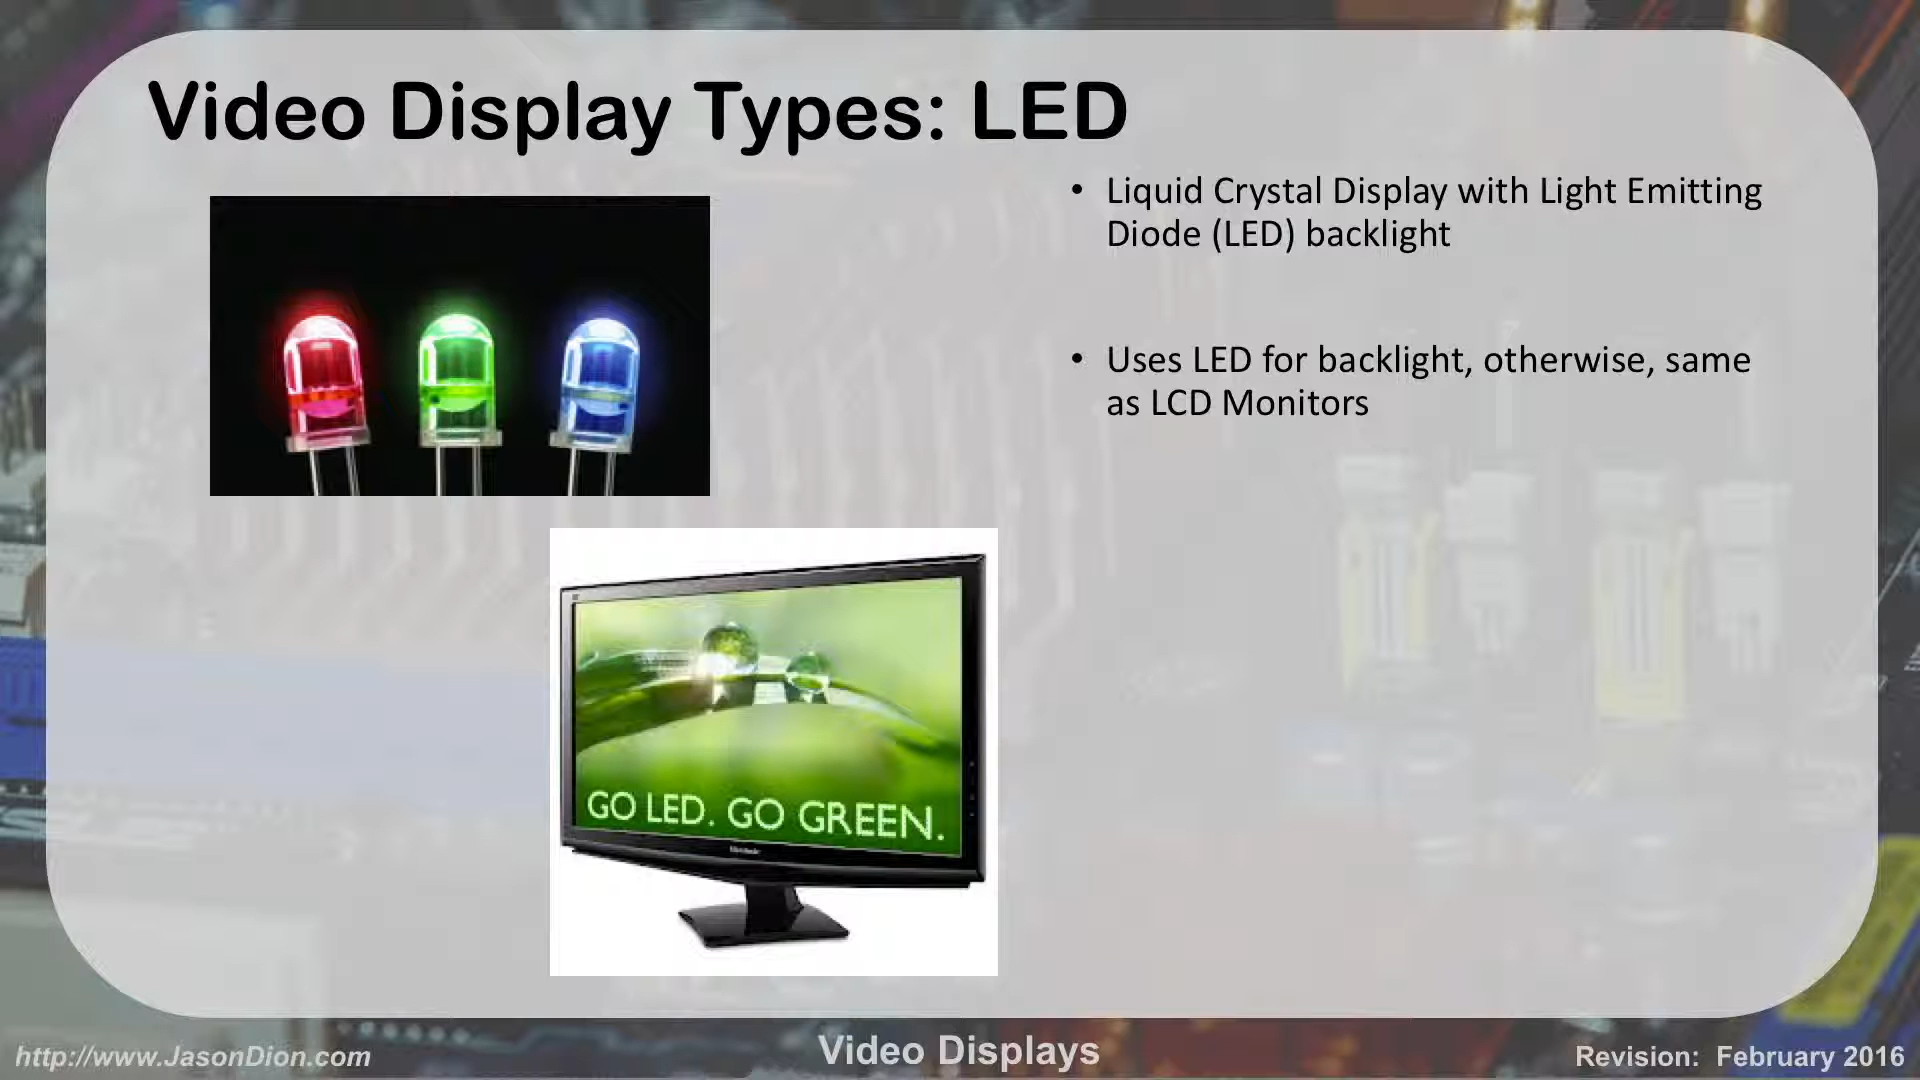 Video Display Types: LED
• Liquid Crystal Display with Light Emitting
Diode (LED) backlight
• Uses LED for backlight, otherwise, same
as LCD Monitors
GO LED. GO GREEN.
http://www.JasonDion.com
Video Displays
Revision: February 2016